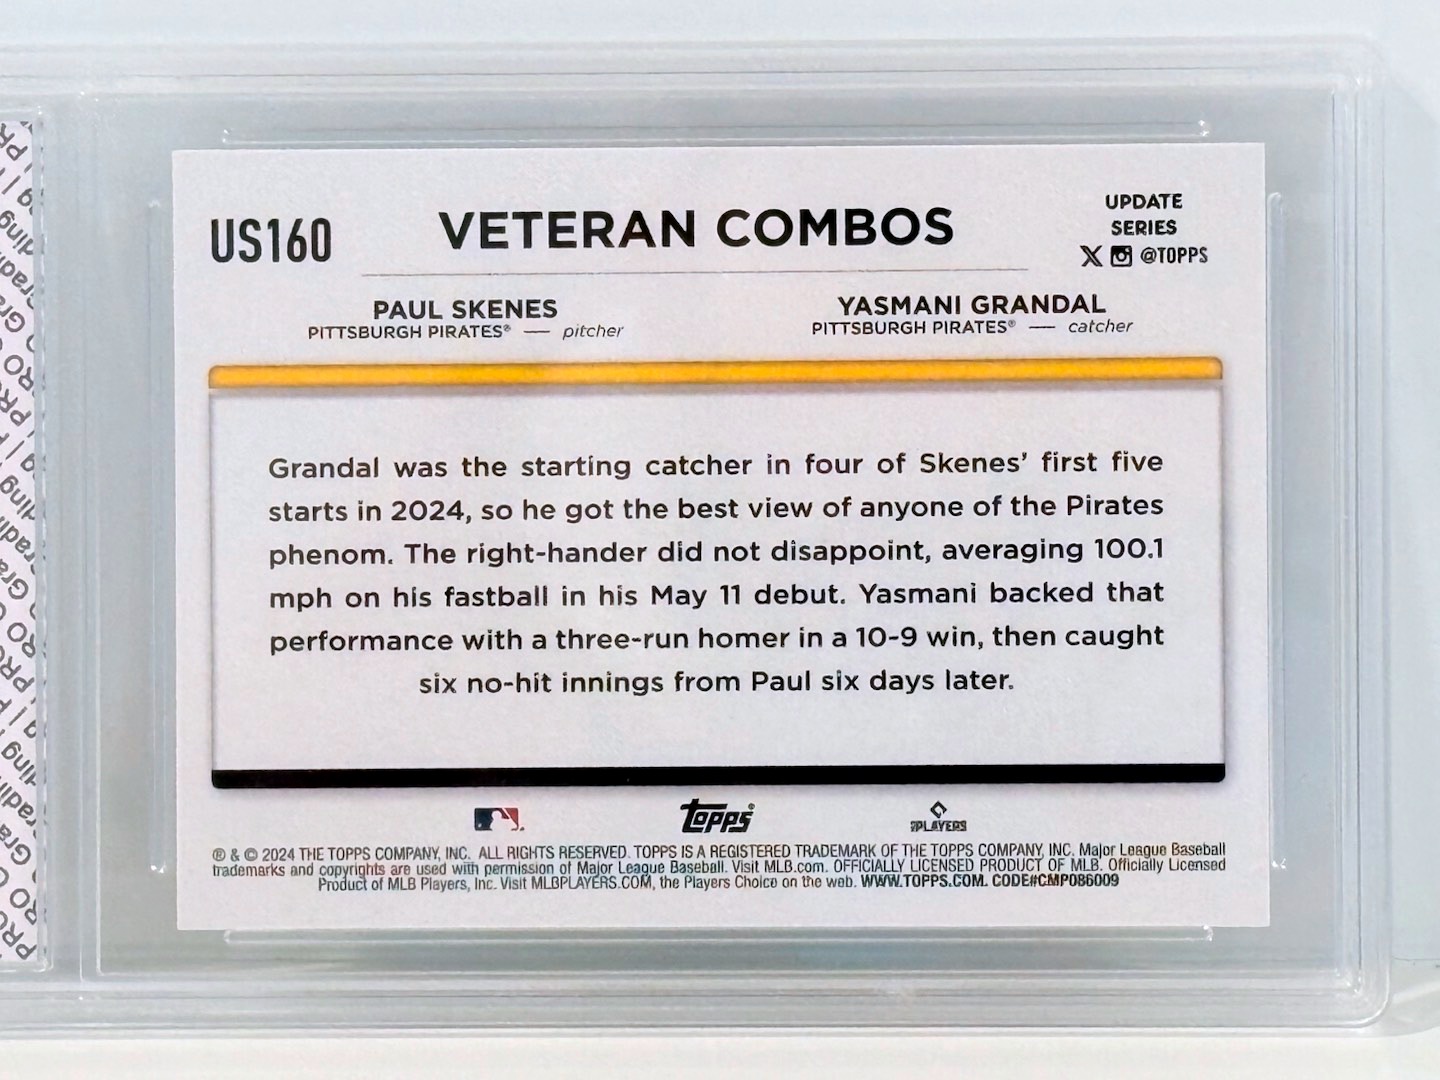 US160
VETERAN COMBOS
UPDATE
SERIES
@TOPPS
PAUL SKENES
PITTSBURGH PIRATES® — pitcher
YASMANI GRANDAL
PITTSBURGH PIRATES® — catcher
Grandal was the starting catcher in four of Skenes' first five
starts in 2024, so he got the best view of anyone of the Pirates
phenom. The right-hander did not disappoint, averaging 100.1
mph on his fastball in his May 11 debut. Yasmani backed that
performance with a three-run homer in a 10-9 win, then caught
six no-hit innings from Paul six days later.
topps®
PLAYERS
® & © 2024 THE TOPPS COMPANY, INC. ALL RIGHTS RESERVED. TOPPS IS A REGISTERED TRADEMARK OF THE TOPPS COMPANY, INC. Major League Baseball
trademarks and copyrights are used with permission of Major League Baseball. Visit MLB.com. OFFICIALLY LICENSED PRODUCT OF MLB. Officially Licensed
Product of MLB Players, Inc. Visit MLBPLAYERS.COM, the Players Choice on the web. WWW.TOPPS.COM. CODE#CMP086009